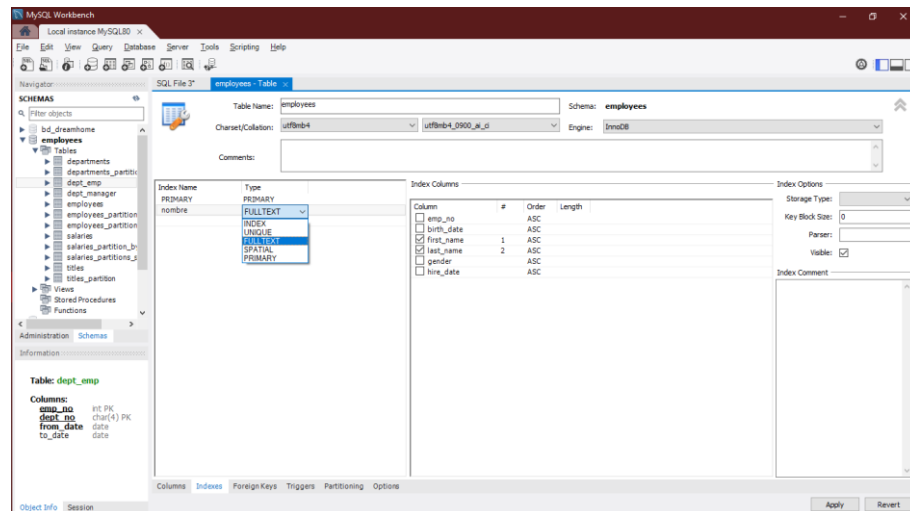 MySQL Workbench
Local instance MySQL80 ×
File Edit View Query Database Server Tools Scripting Help
Navigator
SQL File 3* employees - Table ×
SCHEMAS
Filter objects
bd_dreamhome
employees
Tables
departments
departments_partitic
dept_emp
dept_manager
employees
employees_partition
employees_partition
salaries
salaries_partition_by
salaries_partitions_s
titles
titles_partition
Views
Stored Procedures
Functions
Administration Schemas
Information
Table: dept_emp
Columns:
emp_no int PK
dept_no char(4) PK
from_date date
to_date date
Object Info Session
Table Name: employees Schema: employees
Charset/Collation: utf8mb4 utf8mb4_0900_ai_ci Engine: InnoDB
Comments:
Index Name Type
PRIMARY PRIMARY
nombre FULLTEXT
INDEX
UNIQUE
FULLTEXT
SPATIAL
PRIMARY
Index Columns
Column # Order Length
emp_no ASC
birth_date ASC
first_name 1 ASC
last_name 2 ASC
gender ASC
hire_date ASC
Index Options
Storage Type:
Key Block Size: 0
Parser:
Visible:
Index Comment
Columns Indexes Foreign Keys Triggers Partitioning Options
Apply Revert